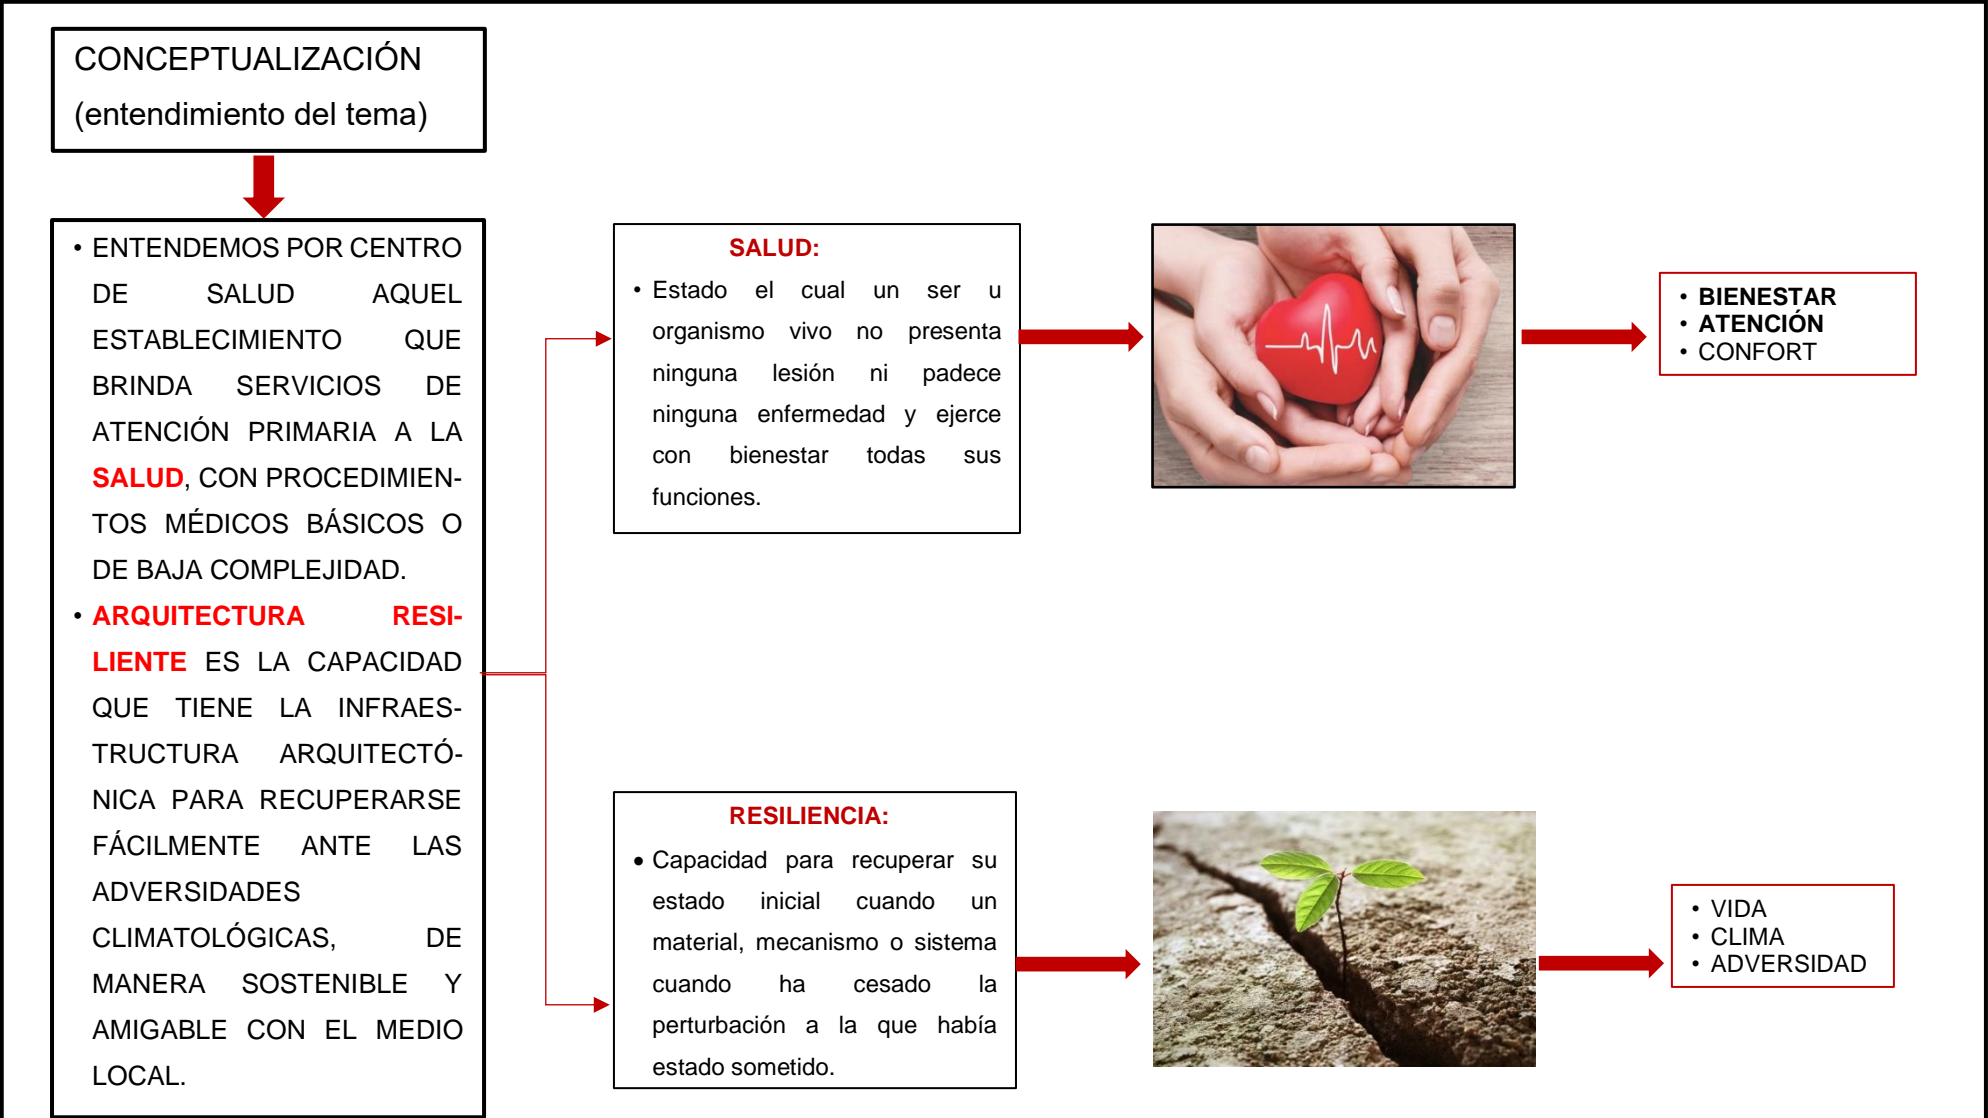 CONCEPTUALIZACIÓN
(entendimiento del tema)
• ENTENDEMOS POR CENTRO
DE SALUD AQUEL
ESTABLECIMIENTO QUE
BRINDA SERVICIOS DE
ATENCIÓN PRIMARIA A LA
SALUD, CON PROCEDIMIEN-
TOS MÉDICOS BÁSICOS O
DE BAJA COMPLEJIDAD.
• ARQUITECTURA RESI-
LIENTE ES LA CAPACIDAD
QUE TIENE LA INFRAES-
TRUCTURA ARQUITECTÓ-
NICA PARA RECUPERARSE
FÁCILMENTE ANTE LAS
ADVERSIDADES
CLIMATOLÓGICAS, DE
MANERA SOSTENIBLE Y
AMIGABLE CON EL MEDIO
LOCAL.
SALUD:
• Estado el cual un ser u
organismo vivo no presenta
ninguna lesión ni padece
ninguna enfermedad y ejerce
con bienestar todas sus
funciones.
• BIENESTAR
• ATENCIÓN
• CONFORT
RESILIENCIA:
• Capacidad para recuperar su
estado inicial cuando un
material, mecanismo o sistema
cuando ha cesado la
perturbación a la que había
estado sometido.
• VIDA
• CLIMA
• ADVERSIDAD